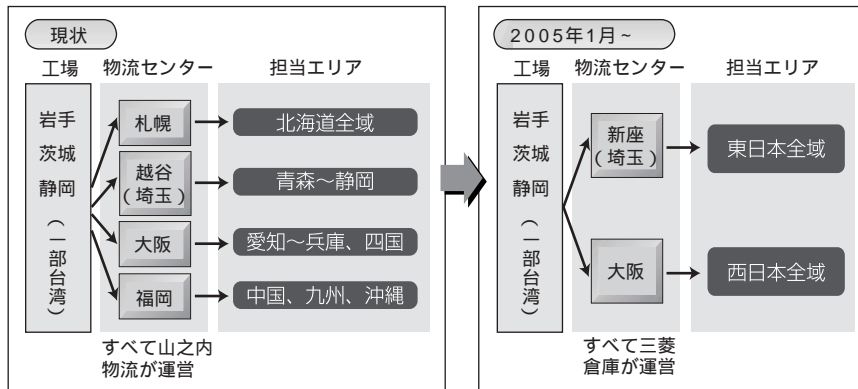 現状
工場
物流センター
担当エリア
岩手
茨城
静岡
(一部台湾)
札幌
北海道全域
越谷
(埼玉)
青森〜静岡
大阪
愛知〜兵庫、四国
福岡
中国、九州、沖縄
すべて山之内
物流が運営
2005年1月~
工場
物流センター
担当エリア
岩手
茨城
静岡
(一部台湾)
新座
(埼玉)
東日本全域
大阪
西日本全域
すべて三菱
倉庫が運営